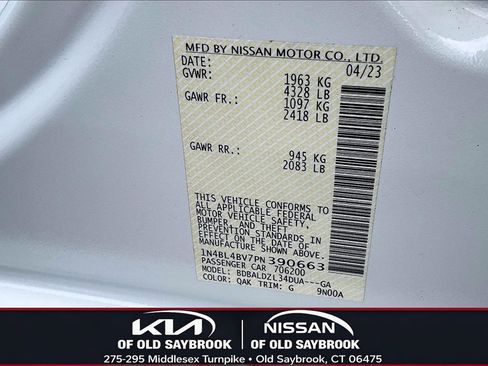 MFD BY NISSAN MOTOR CO., LTD.
DATE: 04/23
GVWR: 1963 KG
4328 LB
GAWR FR.: 1097 KG
2418 LB
GAWR RR.: 945 KG
2083 LB
THIS VEHICLE CONFORMS TO
ALL APPLICABLE FEDERAL
MOTOR VEHICLE SAFETY,
BUMPER, AND THEFT
PREVENTION STANDARDS IN
EFFECT ON THE DATE OF
MANUFACTURE SHOWN ABOVE.
1N4BL4BV7PN390663
PASSENGER CAR 706200
MODEL: BDBALDZL34DUA---GA
COLOR: QAK TRIM: G 9N00A
KIA NISSAN
OF OLD SAYBROOK OF OLD SAYBROOK
275-295 Middlesex Turnpike • Old Saybrook, CT 06475